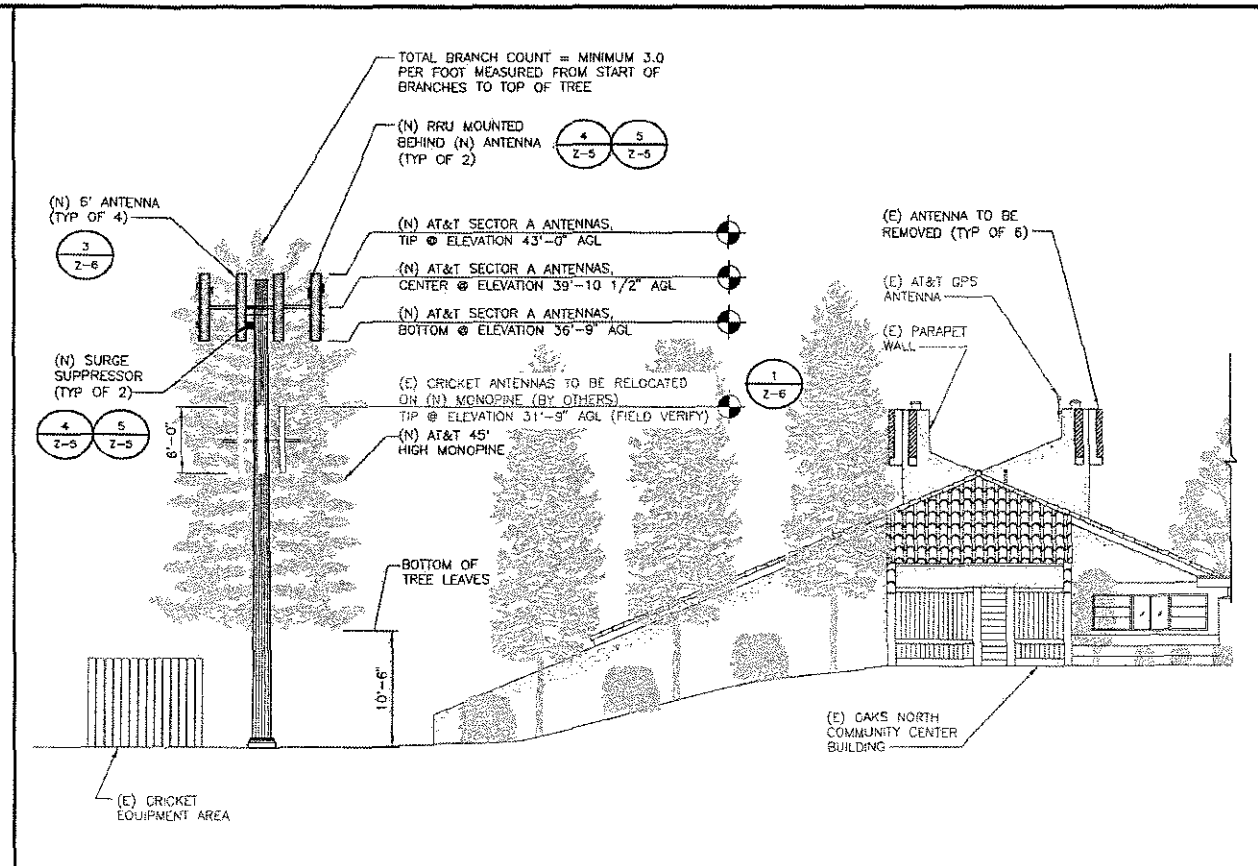 TOTAL BRANCH COUNT = MINIMUM 3.0
PER FOOT MEASURED FROM START OF
BRANCHES TO TOP OF TREE
(N) RRU MOUNTED
BEHIND (N) ANTENNA
(TYP OF 2)
4
Z-5
5
Z-5
(N) 6' ANTENNA
(TYP OF 4)
3
Z-6
(N) AT&T SECTOR A ANTENNAS,
TIP @ ELEVATION 43'-0" AGL
(N) AT&T SECTOR A ANTENNAS,
CENTER @ ELEVATION 39'-10 1/2" AGL
(N) AT&T SECTOR A ANTENNAS,
BOTTOM @ ELEVATION 36'-9" AGL
(E) ANTENNA TO BE
REMOVED (TYP OF 6)
(E) AT&T GPS
ANTENNA
(E) PARAPET
WALL
(N) SURGE
SUPPRESSOR
(TYP OF 2)
4
Z-5
5
Z-5
6'-0"
(E) CRICKET ANTENNAS TO BE RELOCATED
ON (N) MONOPINE (BY OTHERS)
TIP @ ELEVATION 31'-9" AGL (FIELD VERIFY)
1
Z-6
(N) AT&T 45'
HIGH MONOPINE
BOTTOM OF
TREE LEAVES
10'-6"
(E) OAKS NORTH
COMMUNITY CENTER
BUILDING
(E) CRICKET
EQUIPMENT AREA